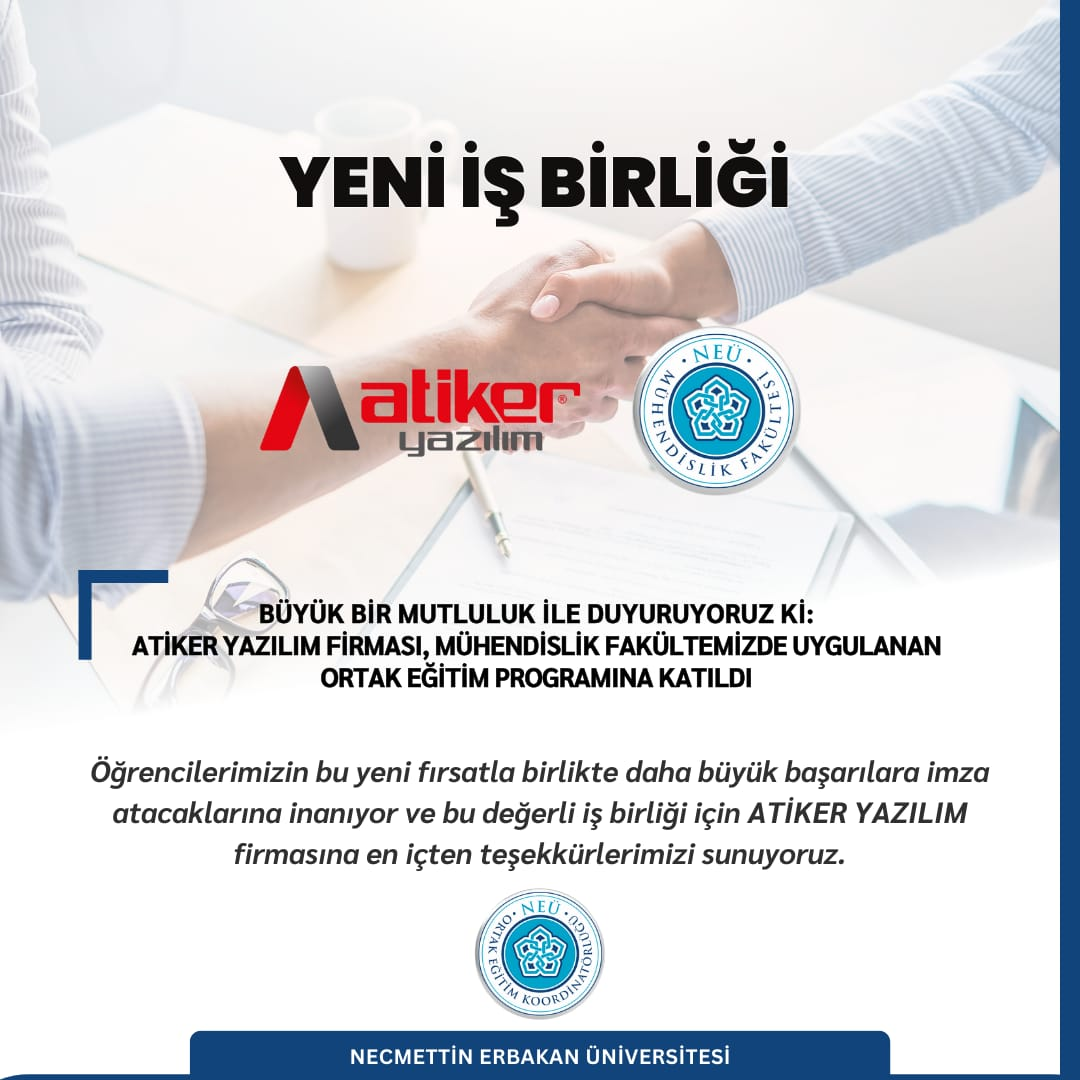 YENİ İŞ BİRLİĞİ
atiker®
yazılım
· NEÜ ·
MÜHENDİSLİK FAKÜLTESİ
BÜYÜK BİR MUTLULUK İLE DUYURUYORUZ Kİ:
ATİKER YAZILIM FİRMASI, MÜHENDİSLİK FAKÜLTEMİZDE UYGULANAN
ORTAK EĞİTİM PROGRAMINA KATILDI
Öğrencilerimizin bu yeni fırsatla birlikte daha büyük başarılara imza
atacaklarına inanıyor ve bu değerli iş birliği için ATİKER YAZILIM
firmasına en içten teşekkürlerimizi sunuyoruz.
· NEÜ ·
ORTAK EĞİTİM KOORDİNATÖRLÜĞÜ
NECMETTİN ERBAKAN ÜNİVERSİTESİ